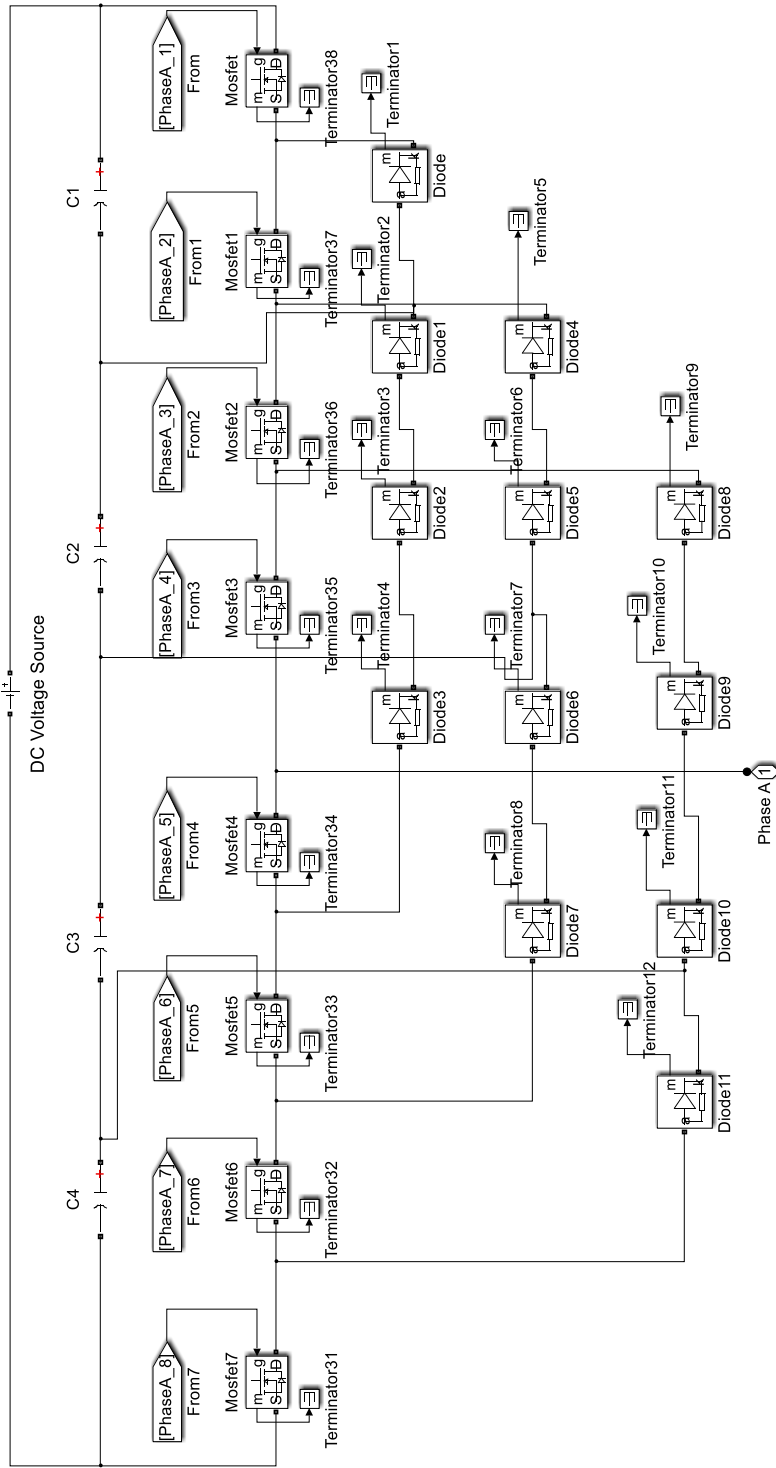 DC Voltage Source
C4
C3
C2
C1
[PhaseA_8]
From7
[PhaseA_7]
From6
[PhaseA_6]
From5
[PhaseA_5]
From4
[PhaseA_4]
From3
[PhaseA_3]
From2
[PhaseA_2]
From1
[PhaseA_1]
From
Mosfet7
m g
S D
Terminator31
Mosfet6
m g
S D
Terminator32
Mosfet5
m g
S D
Terminator33
Mosfet4
m g
S D
Terminator34
Mosfet3
m g
S D
Terminator35
Mosfet2
m g
S D
Terminator36
Mosfet1
m g
S D
Terminator37
Mosfet
m g
S D
Terminator38
Terminator4
m
a k
Diode3
Terminator3
m
a k
Diode2
Terminator2
m
a k
Diode1
Terminator1
m
a k
Diode
Terminator8
m
a k
Diode7
Terminator7
m
a k
Diode6
Terminator6
m
a k
Diode5
Terminator5
m
a k
Diode4
Terminator12
m
a k
Diode11
Terminator11
m
a k
Diode10
Terminator10
m
a k
Diode9
Terminator9
m
a k
Diode8
1
Phase A